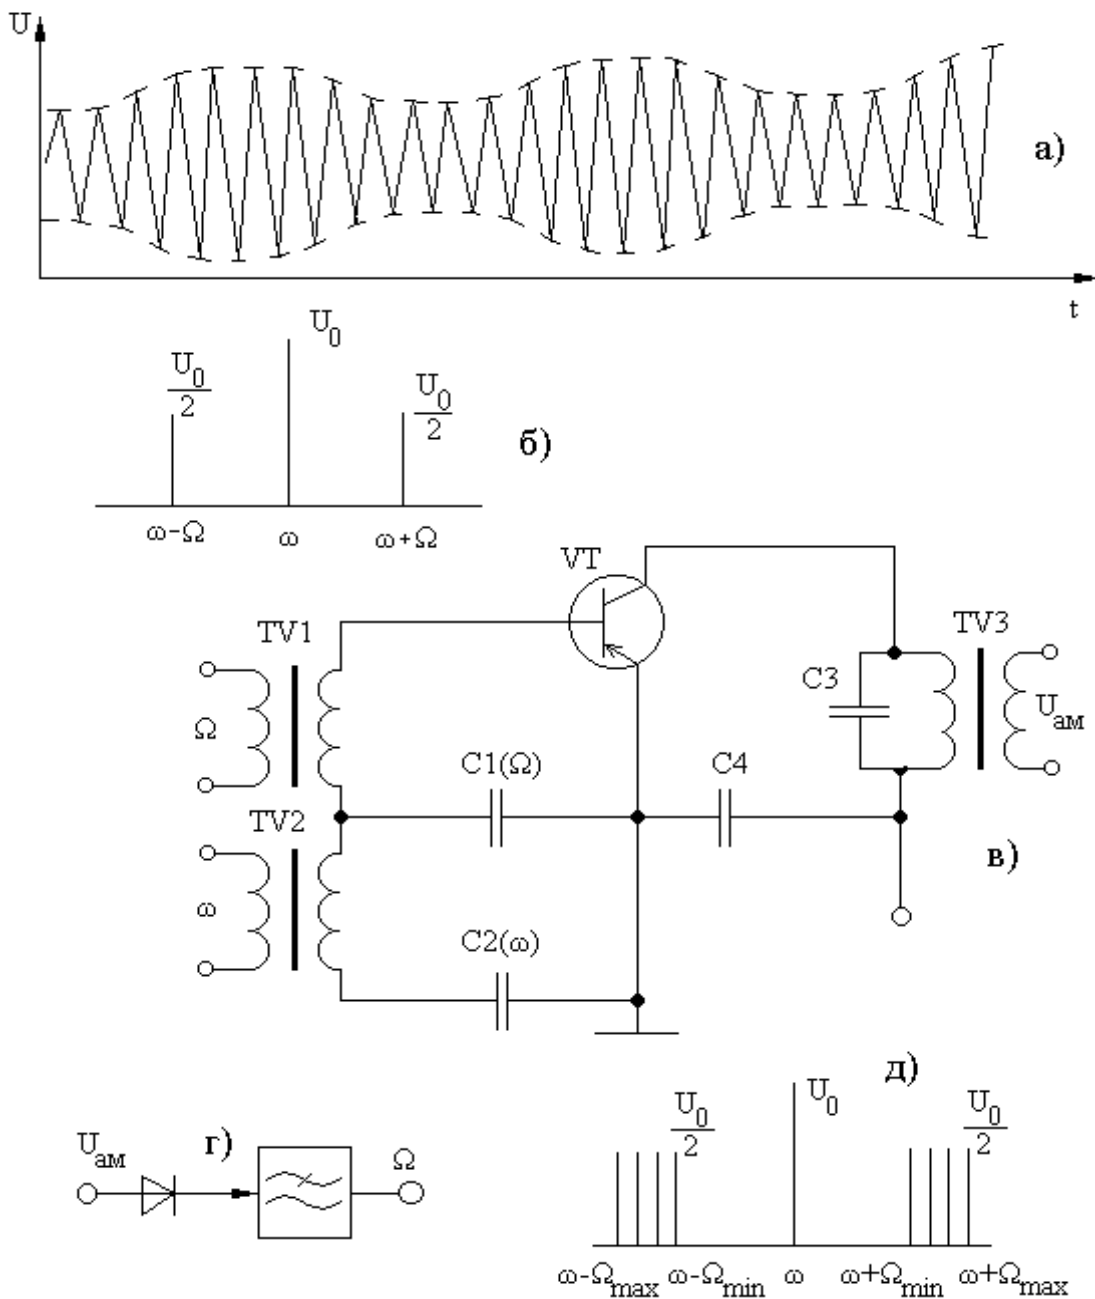 U
а)
t
U₀
U₀/2
U₀/2
б)
ω-Ω
ω
ω+Ω
VT
TV1
TV3
C3
Ω
Uам
C1(Ω)
C4
TV2
в)
ω
C2(ω)
д)
U₀
U₀/2
U₀/2
г)
Uам
Ω
ω-Ωmax
ω-Ωmin
ω
ω+Ωmin
ω+Ωmax